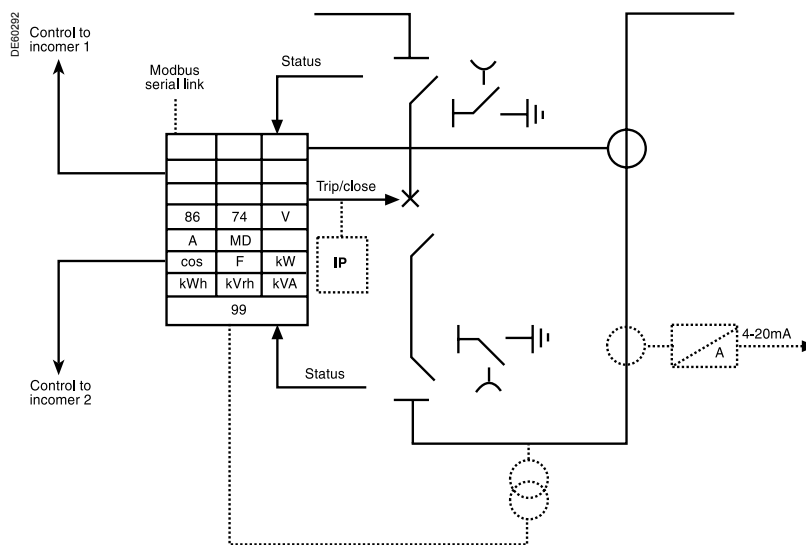 DE60292
Control to
incomer 1
Modbus
serial link
Status
Trip/close
86 74 V
A MD
cos F kW
kWh kVrh kVA
99
IP
Status
Control to
incomer 2
4-20mA
A